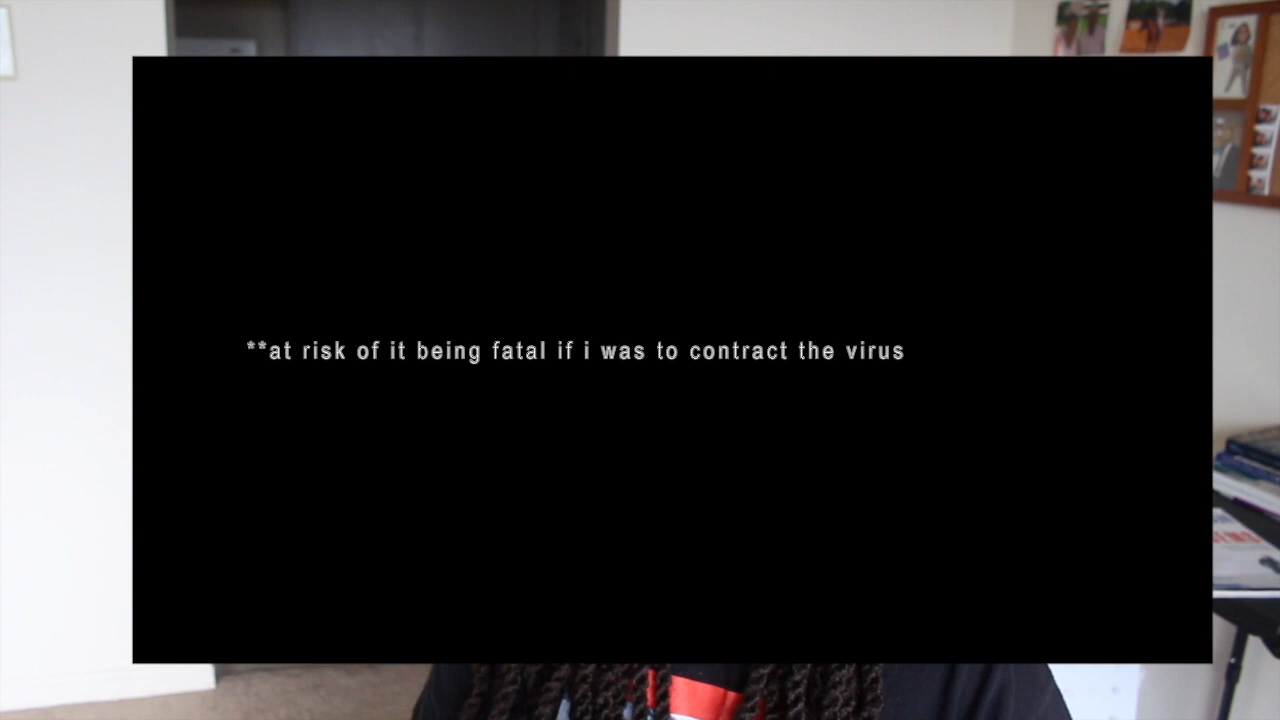 **at risk of it being fatal if i was to contract the virus